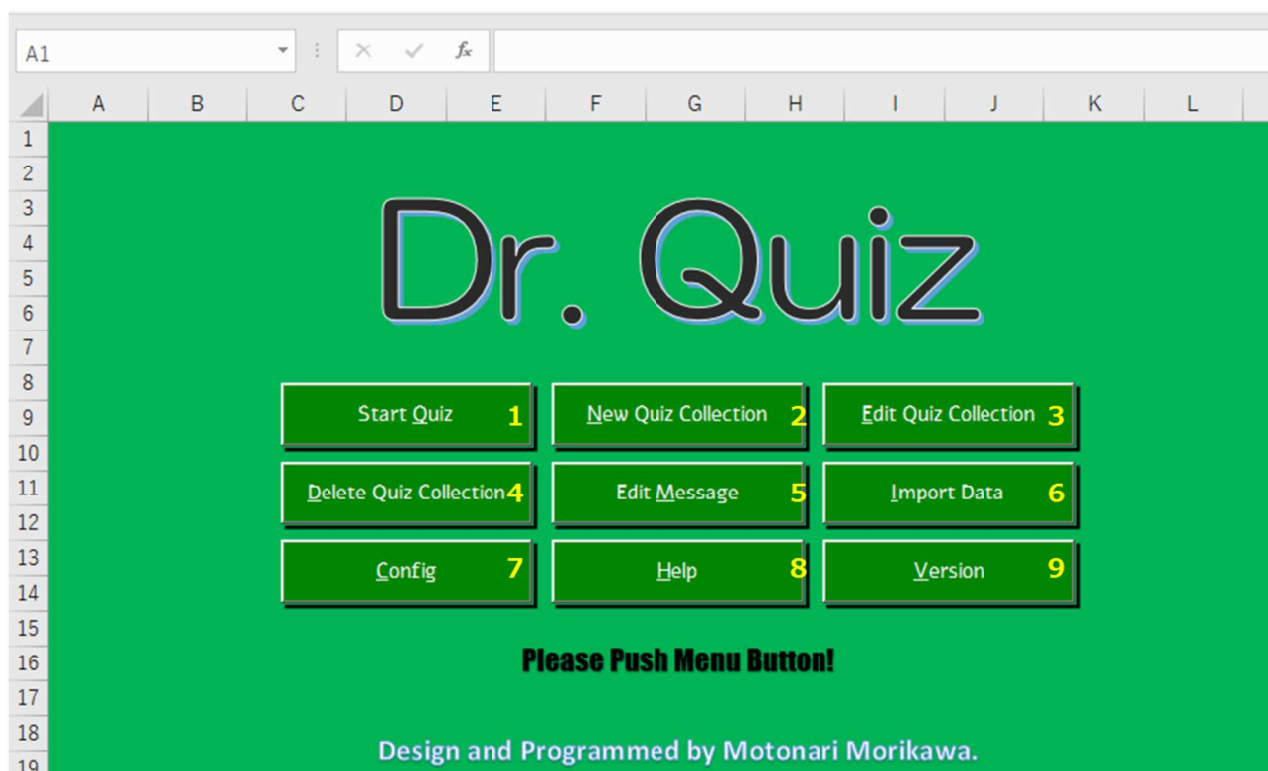 A1 fx
A B C D E F G H I J K L
1
2
3
4
5
6
7
Dr. Quiz
8
9
Start Quiz 1 New Quiz Collection 2 Edit Quiz Collection 3
10
11
Delete Quiz Collection 4 Edit Message 5 Import Data 6
12
13
Config 7 Help 8 Version 9
14
15
16
Please Push Menu Button!
17
18
Design and Programmed by Motonari Morikawa.
19